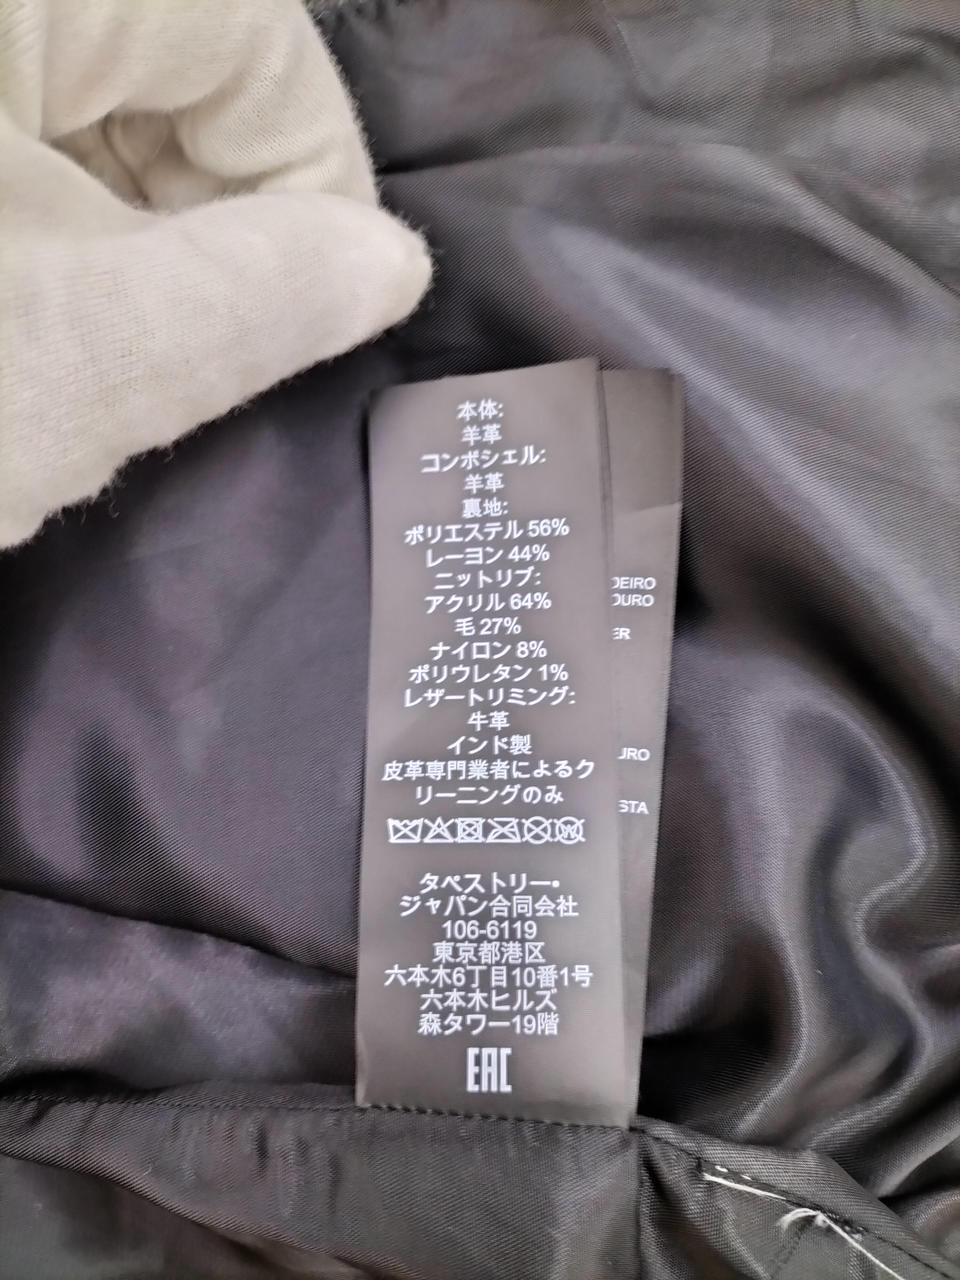 本体:
羊革
コンポシェル:
羊革
裏地:
ポリエステル 56%
レーヨン 44%
ニットリブ:
アクリル 64%
毛 27%
ナイロン 8%
ポリウレタン 1%
レザートリミング:
牛革
インド製
皮革専門業者によるク
リーニングのみ
W
タペストリー•
ジャパン合同会社
106-6119
東京都港区
六本木6丁目10番1号
六本木ヒルズ
森タワー19階
EAC
DEIRO
OURO
ER
URO
STA